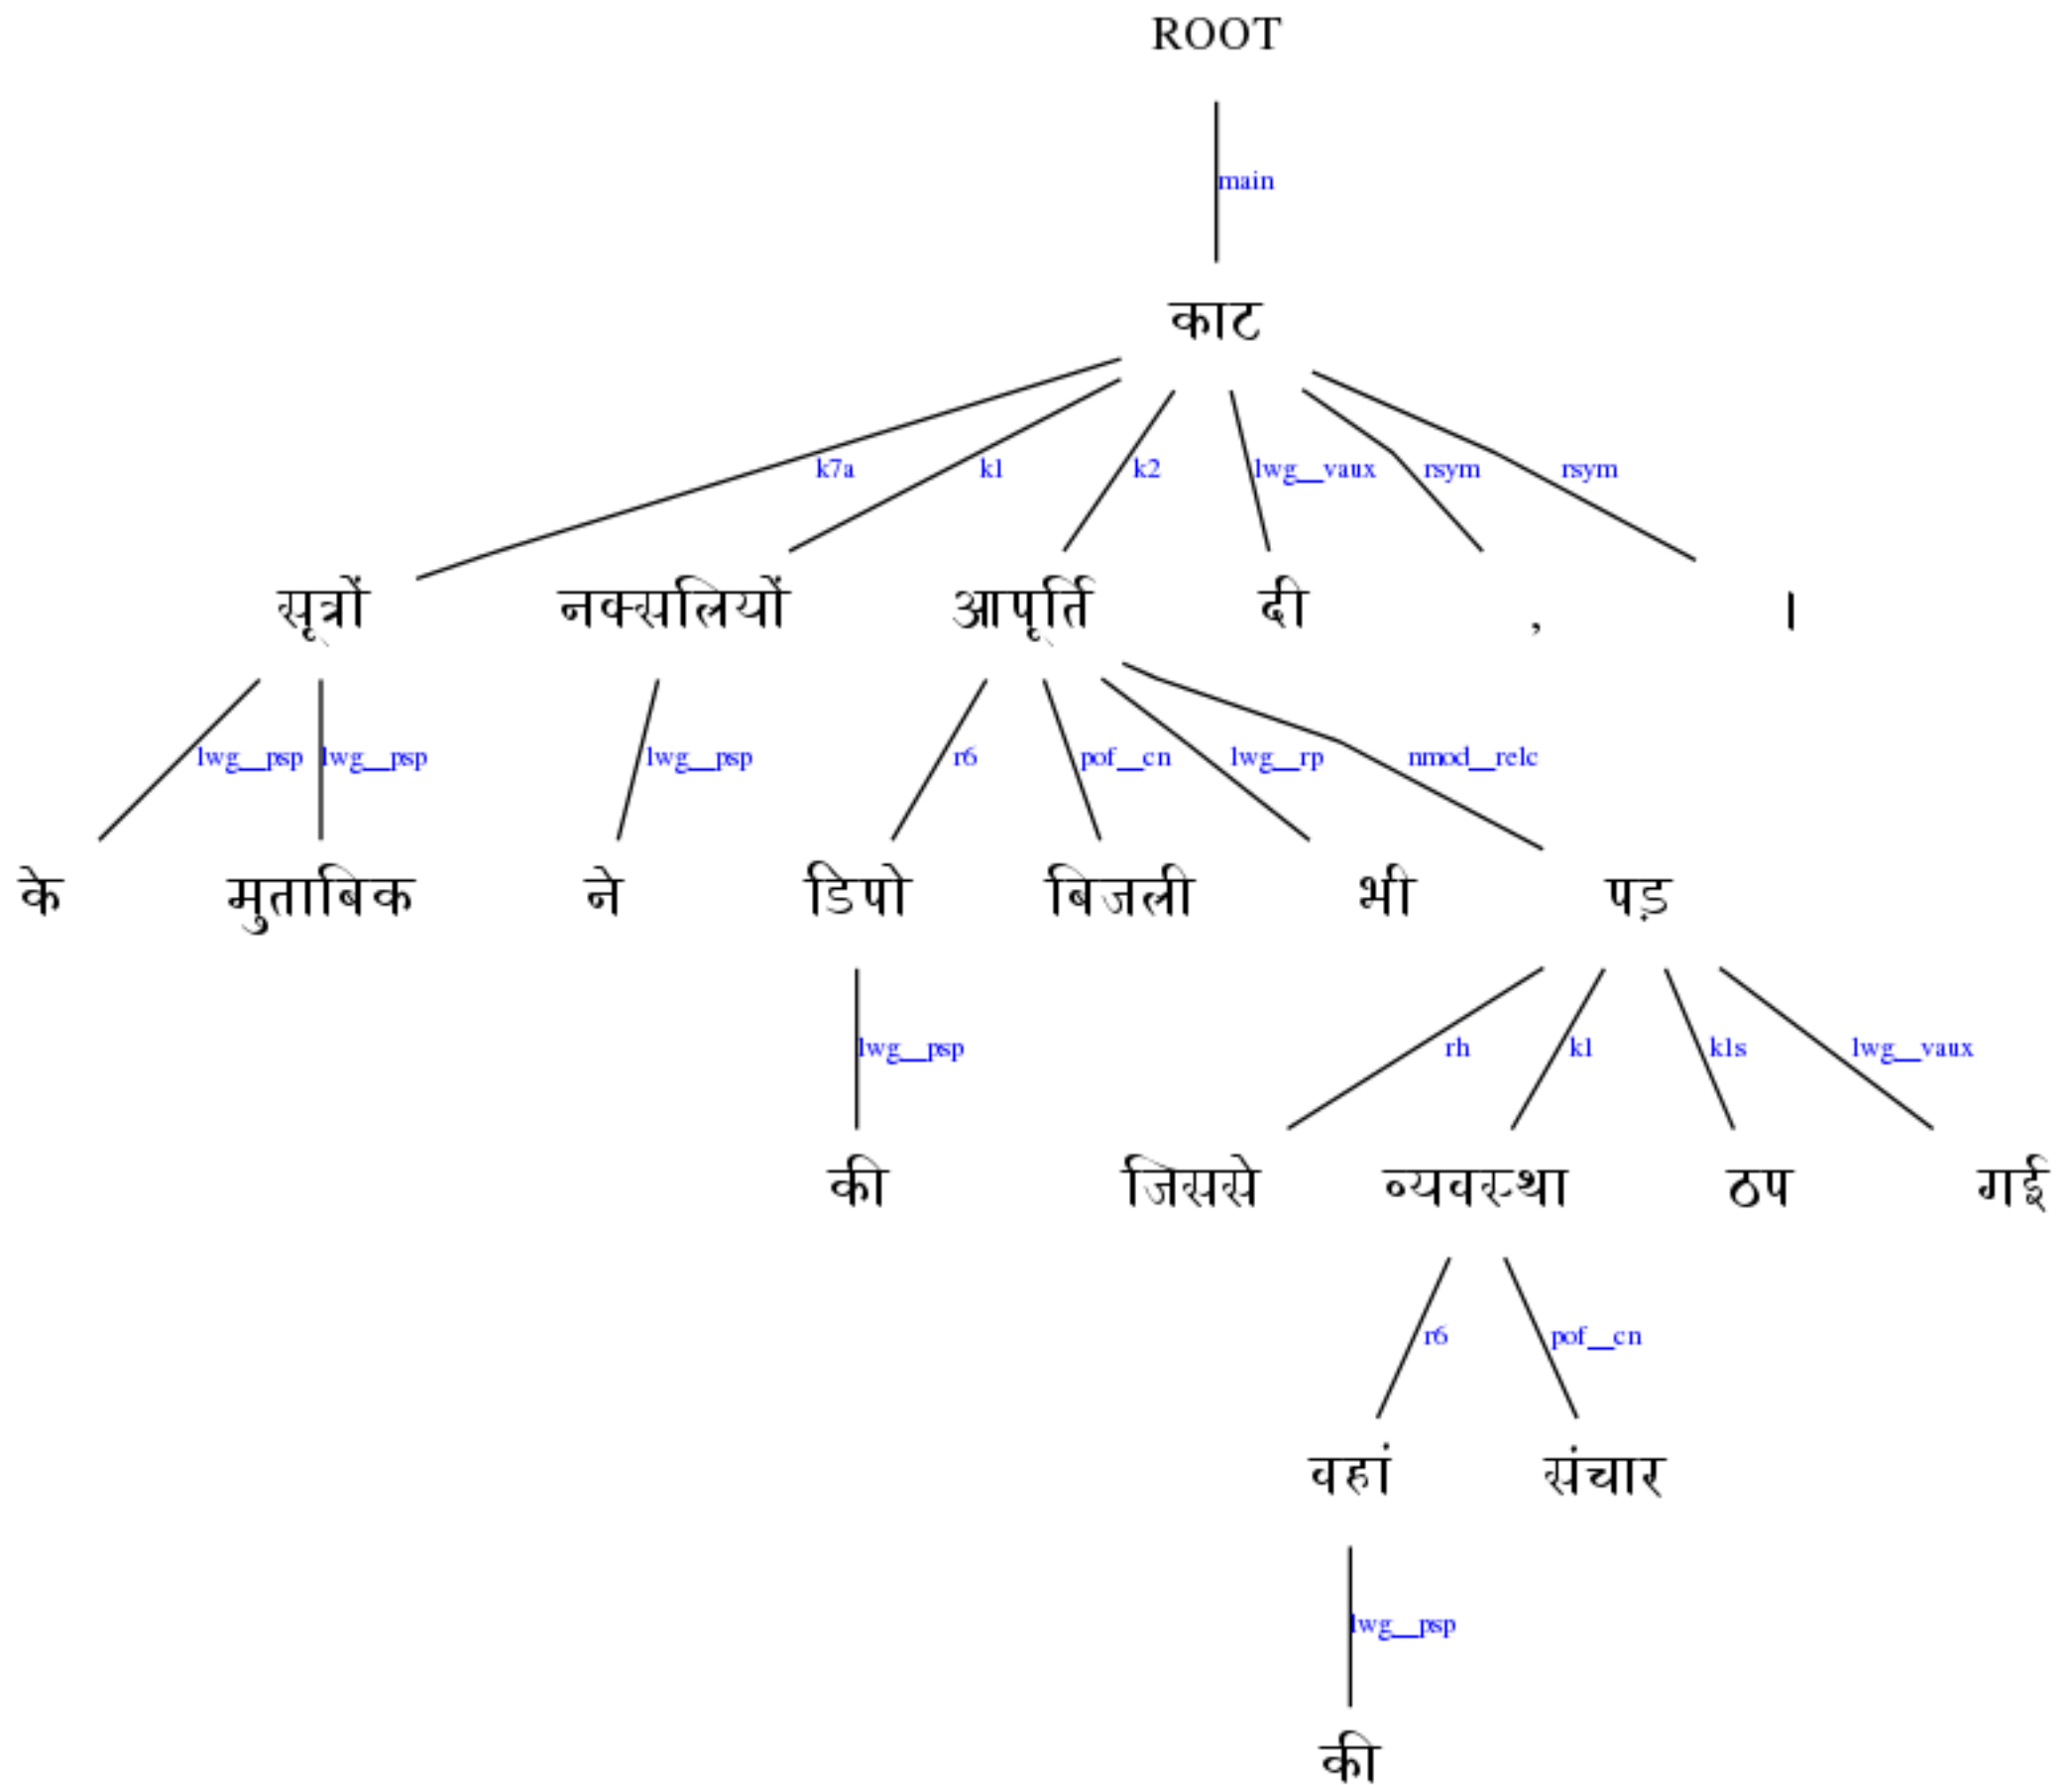 ROOT
main
काट
k7a k1 k2 lwg__vaux rsym rsym
सूत्रों नक्सलियों आपूर्ति दी , ।
lwg__psp lwg__psp lwg__psp r6 pof__cn lwg__rp nmod__relc
के मुताबिक ने डिपो बिजली भी पड़
lwg__psp rh k1 k1s lwg__vaux
की जिससे व्यवस्था ठप गई
r6 pof__cn
वहां संचार
lwg__psp
की